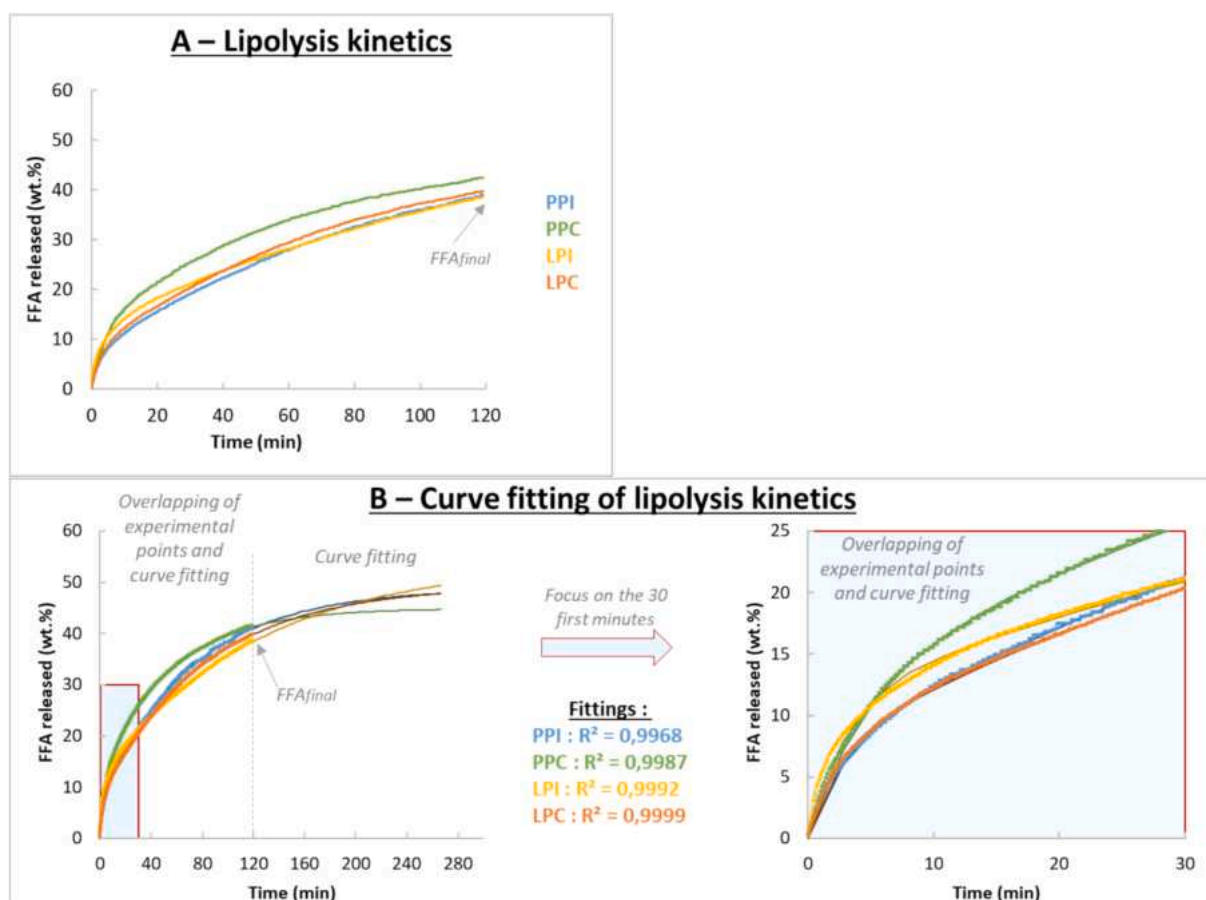 A – Lipolysis kinetics
60
50
40
30
20
10
0
FFA released (wt.%)
0 20 40 60 80 100 120
Time (min)
FFAfinal
PPI
PPC
LPI
LPC
B – Curve fitting of lipolysis kinetics
Overlapping of
experimental
points and
curve fitting
Curve fitting
60
50
40
30
20
10
0
FFA released (wt.%)
0 40 80 120 160 200 240 280
Time (min)
FFAfinal
Focus on the 30
first minutes
Fittings :
PPI : R² = 0,9968
PPC : R² = 0,9987
LPI : R² = 0,9992
LPC : R² = 0,9999
Overlapping of
experimental points
and curve fitting
25
20
15
10
5
0
FFA released (wt.%)
0 10 20 30
Time (min)